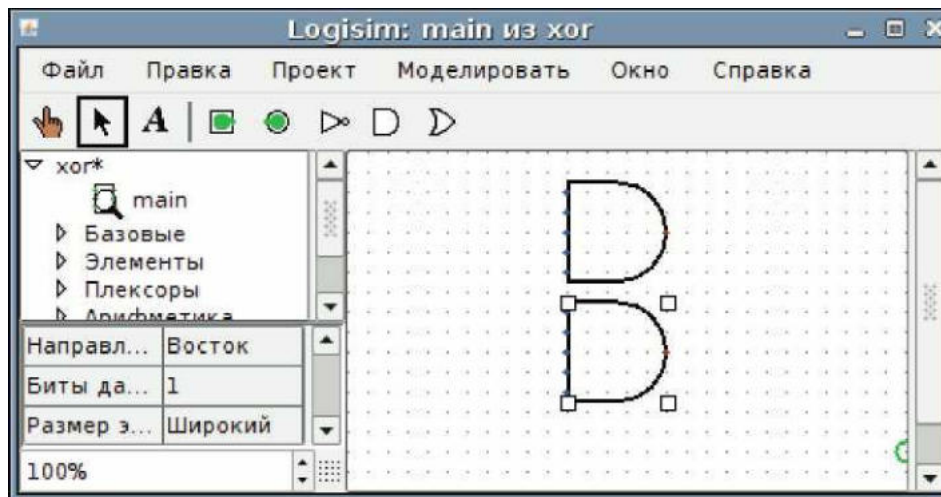 Logisim: main из xor
Файл Правка Проект Моделировать Окно Справка
A
xor*
main
Базовые
Элементы
Плексоры
Арифметика
Направл... Восток
Биты да... 1
Размер э... Широкий
100%